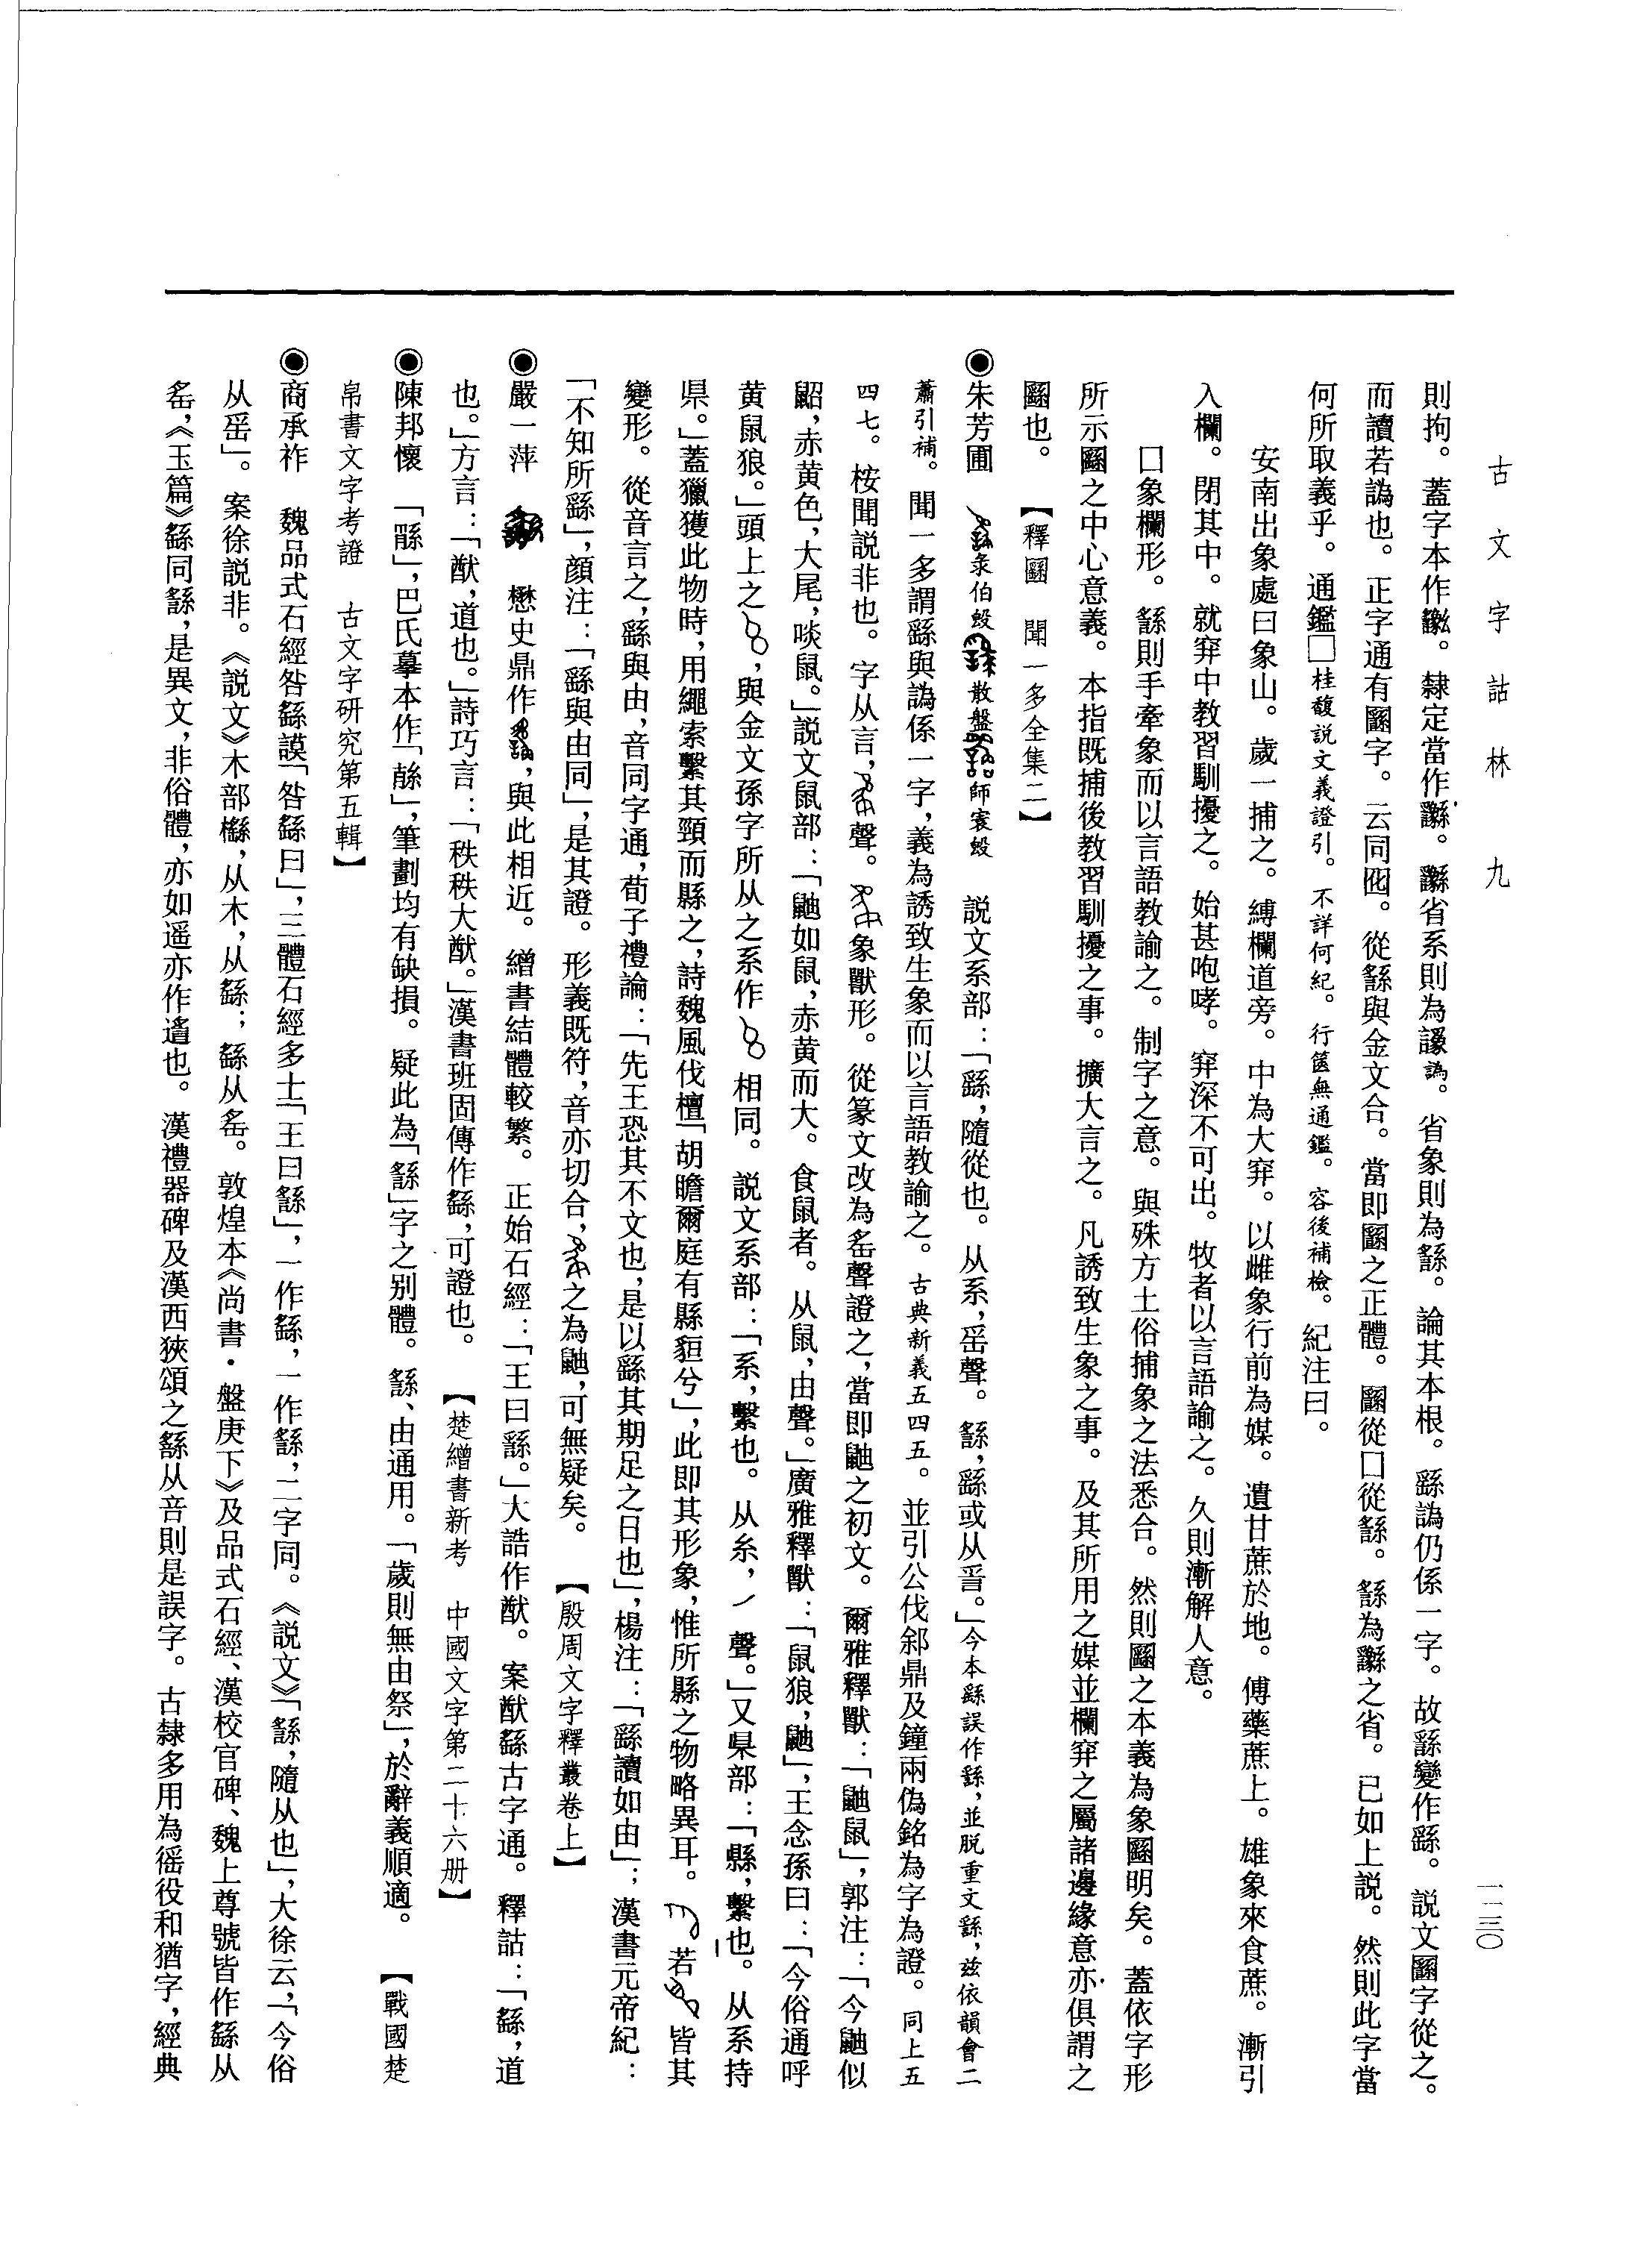 古文字詁林 九
一一三〇
則拘。蓋字本作。隸定當作。省系則為。省象則為繇。論其本根。繇譌仍係一字。故繇變作繇。説文圝字從之。
而讀若譌也。正字通有圝字。云同囮。從繇與金文合。當即圝之正體。圝從囗從繇。繇為之省。已如上説。然則此字當
何所取義乎。通鑑□桂馥説文義證引。不詳何紀。行篋無通鑑。容後補檢。紀注曰。
安南出象處曰象山。歲一捕之。縛欄道旁。中為大穽。以雌象行前為媒。遺甘蔗於地。傅藥蔗上。雄象來食蔗。漸引
入欄。閉其中。就穽中教習馴擾之。始甚咆哮。穽深不可出。牧者以言語諭之。久則漸解人意。
囗象欄形。繇則手牽象而以言語教諭之。制字之意。與殊方土俗捕象之法悉合。然則圝之本義為象圝明矣。蓋依字形
所示圝之中心意義。本指既捕後教習馴擾之事。擴大言之。凡誘致生象之事。及其所用之媒並欄穽之屬諸邊緣意亦俱謂之
圝也。 【釋圝 聞一多全集二】
◉朱芳圃 彔伯𣪘 散盤 師寰𣪘 説文系部：「繇，隨從也。从系，䍃聲。繇，繇或从䚻。」今本繇誤作繇，並脱重文繇，兹依韻會二
蕭引補。聞一多謂繇與譌係一字，義為誘致生象而以言語教諭之。古典新義五四五。並引公伐郐鼎及鐘兩偽銘為字為證。同上五
四七。桉聞説非也。字从言，聲。象獸形。從篆文改為䍃聲證之，當即鼬之初文。爾雅釋獸：「鼬鼠」，郭注：「今鼬似
鼦，赤黄色，大尾，啖鼠。」説文鼠部：「鼬如鼠，赤黄而大。食鼠者。从鼠，由聲。」廣雅釋獸：「鼠狼，鼬」，王念孫曰：「今俗通呼
黄鼠狼。」頭上之，與金文孫字所从之系作 相同。説文系部：「系，繫也。从糸，丿聲。」又県部：「縣，繫也。从系持
県。」蓋獵獲此物時，用繩索繫其頸而縣之，詩魏風伐檀「胡瞻爾庭有縣貆兮」，此即其形象，惟所縣之物略異耳。 若 皆其
變形。從音言之，繇與由，音同字通，荀子禮論：「先王恐其不文也，是以繇其期足之日也」，楊注：「繇讀如由」；漢書元帝紀：
「不知所繇」，顔注：「繇與由同」，是其證。形義既符，音亦切合，之為鼬，可無疑矣。 【殷周文字釋叢卷上】
◉嚴一萍 懋史鼎作，與此相近。繒書結體較繁。正始石經：「王曰繇。」大誥作猷。案猷繇古字通。釋詁：「繇，道
也。」方言：「猷，道也。」詩巧言：「秩秩大猷。」漢書班固傳作繇，可證也。 【楚繒書新考 中國文字第二十六册】
◉陳邦懷 「」，巴氏摹本作「」，筆劃均有缺損。疑此為「繇」字之别體。繇、由通用。「歲則無由祭」，於辭義順適。 【戰國楚
帛書文字考證 古文字研究第五輯】
◉商承祚 魏品式石經咎繇謨「咎繇曰」，三體石經多士「王曰繇」，一作繇，一作繇，二字同。《説文》「繇，隨从也」，大徐云，「今俗
从䍃」。案徐説非。《説文》木部櫾，从木，从繇；繇从䍃。敦煌本《尚書·盤庚下》及品式石經、漢校官碑、魏上尊號皆作繇从
䍃，《玉篇》繇同繇，是異文，非俗體，亦如遥亦作遙也。漢禮器碑及漢西狹頌之繇从音則是誤字。古隸多用為徭役和猶字，經典